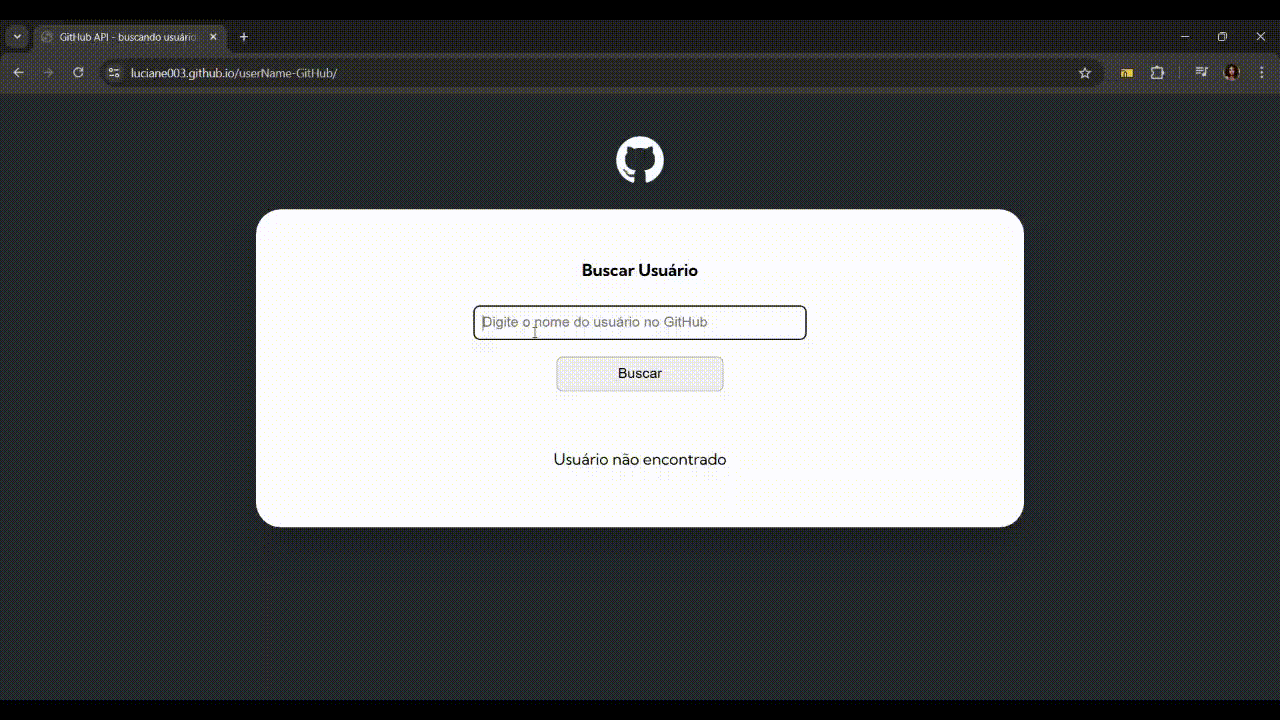 GitHub API - buscando usuário
luciane003.github.io/userName-GitHub/
Buscar Usuário
Digite o nome do usuário no GitHub
Buscar
Usuário não encontrado